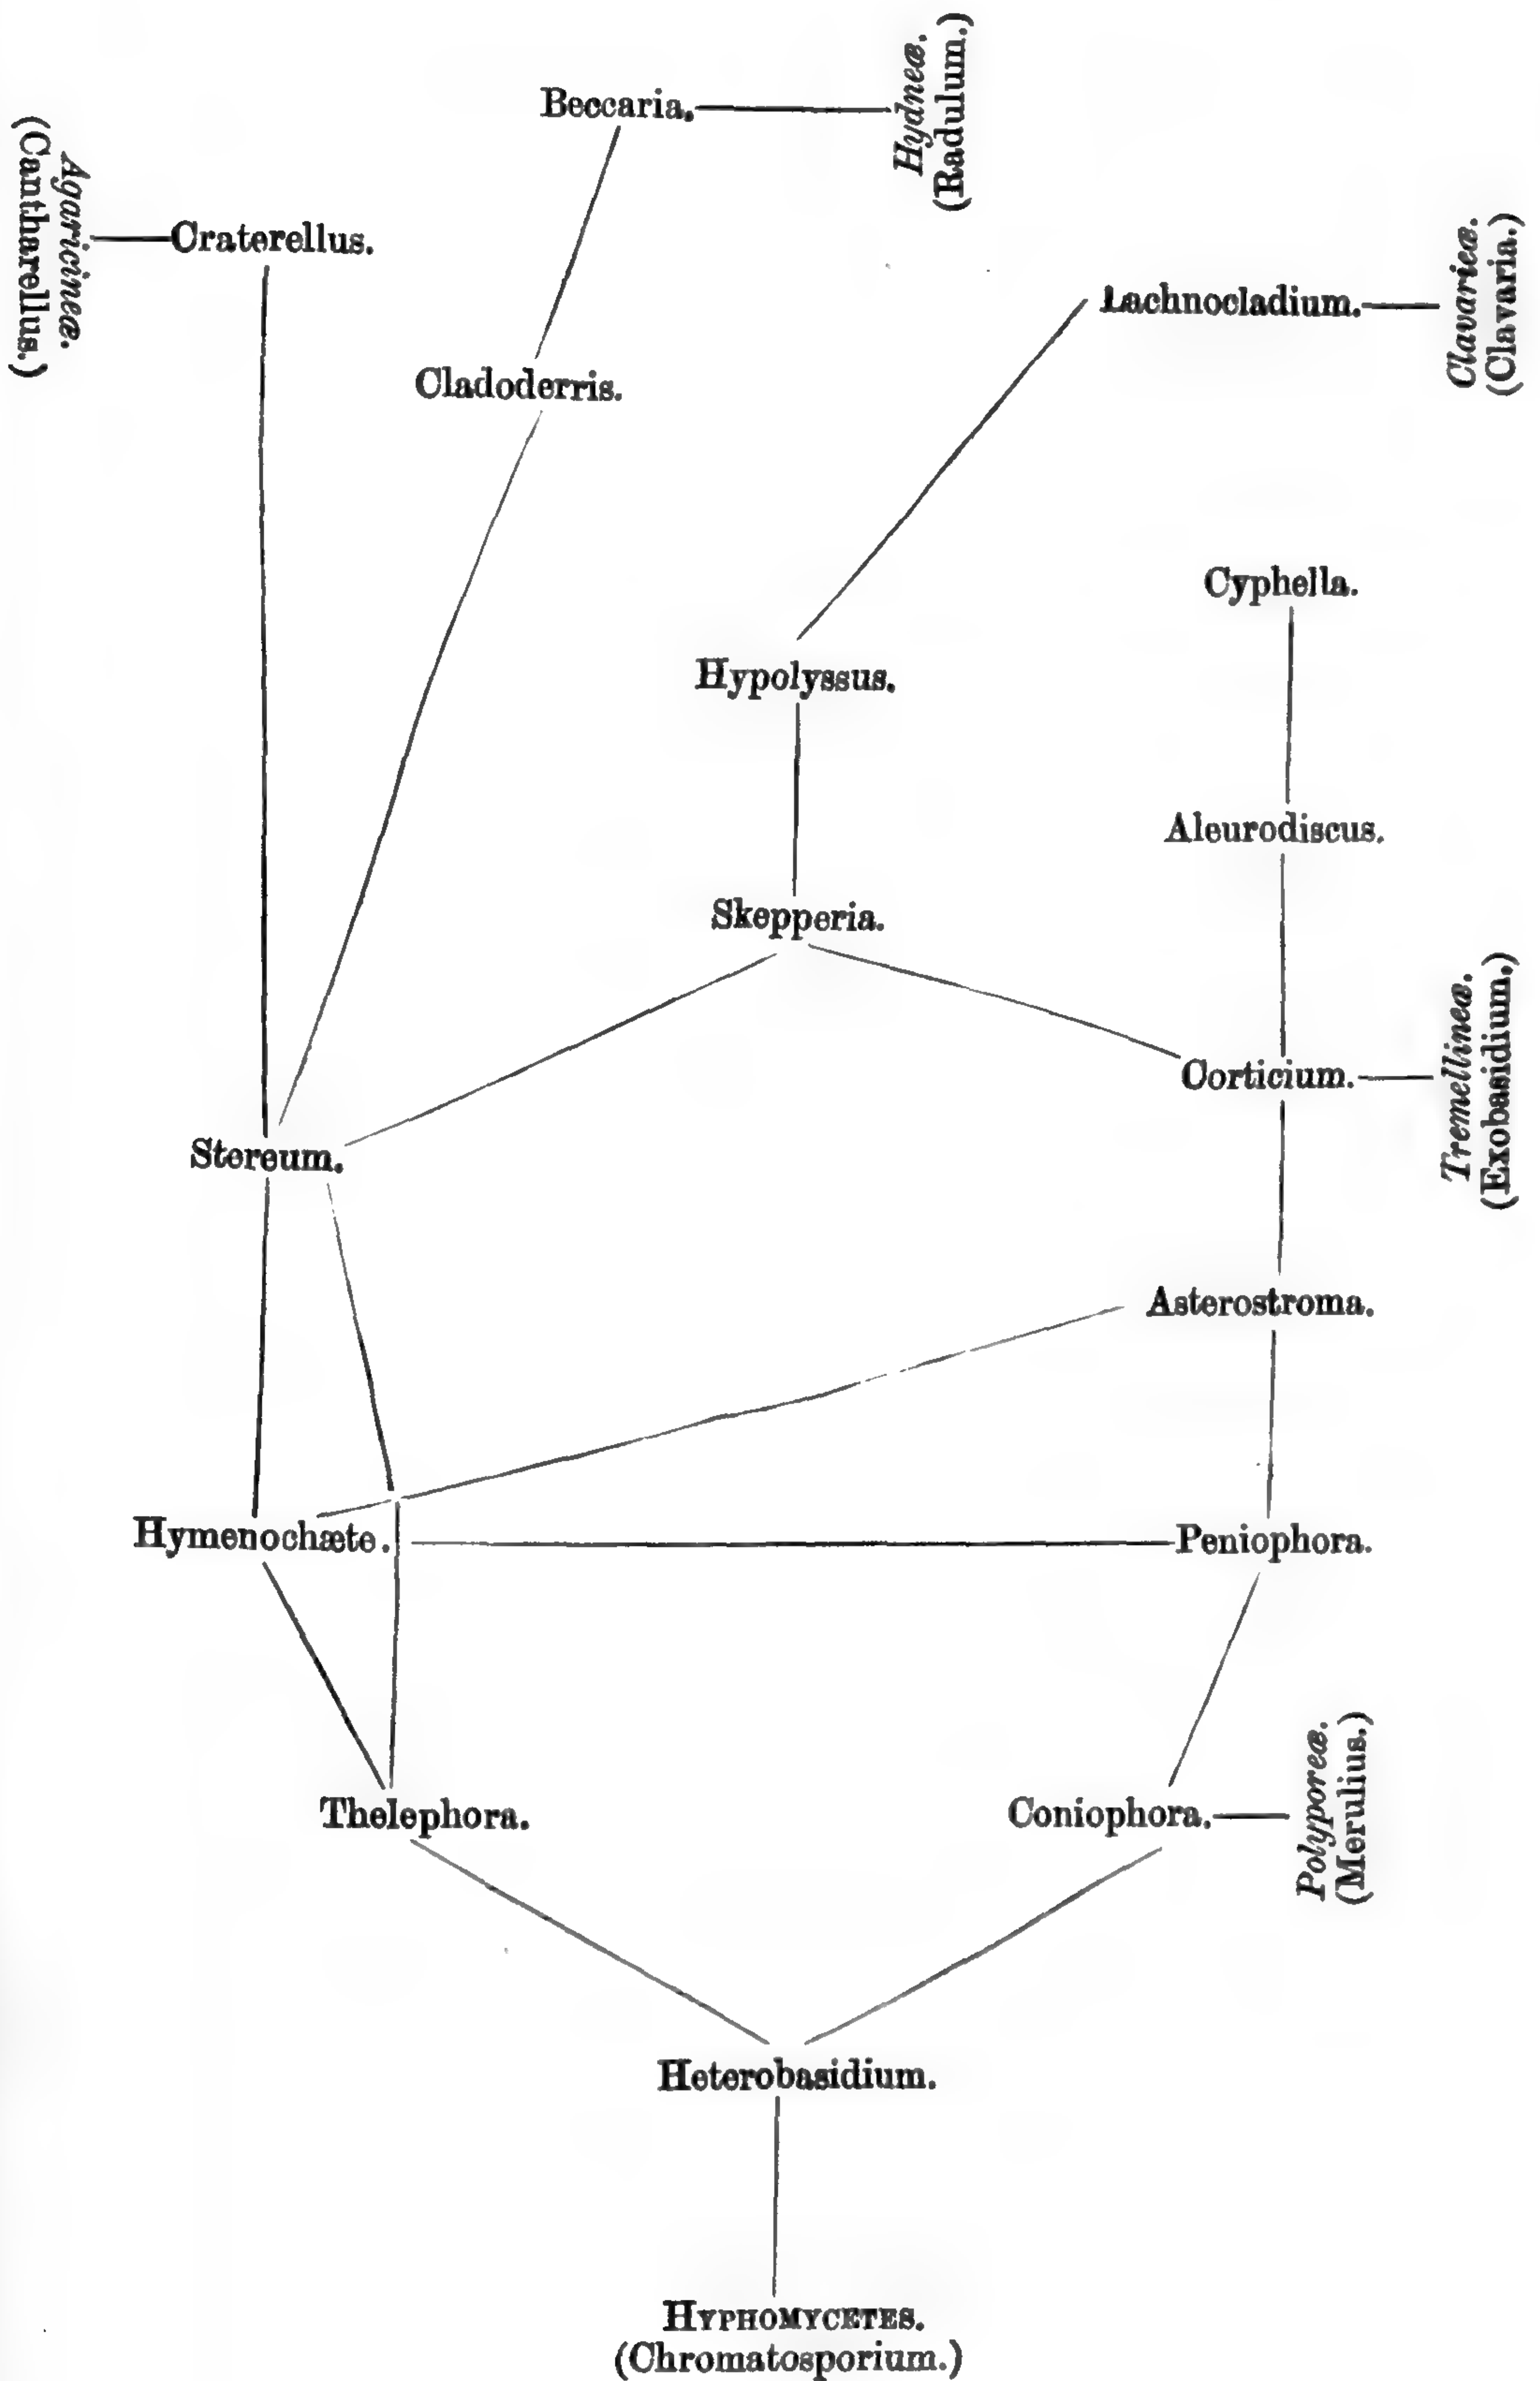 Beccaria.
Hydneæ.
(Radulum.)
Agaricineæ.
(Cantharellus.)
Craterellus.
Lachnocladium.
Clavarieæ.
(Clavaria.)
Cladoderris.
Cyphella.
Hypolyssus.
Aleurodiscus.
Skepperia.
Corticium.
Tremellineæ.
(Exobasidium.)
Stereum.
Asterostroma.
Hymenochæte.
Peniophora.
Thelephora.
Coniophora.
Polyporeæ.
(Merulius.)
Heterobasidium.
HYPHOMYCETES.
(Chromatosporium.)